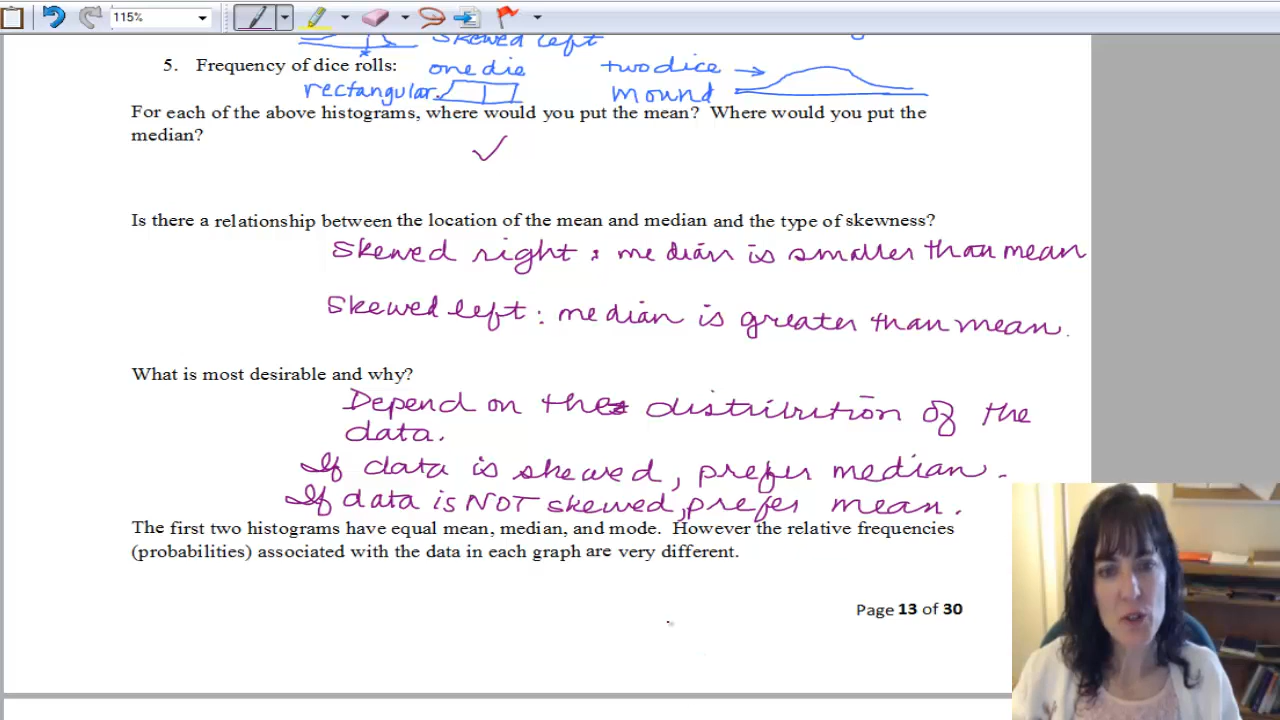 115%
skewed left
5. Frequency of dice rolls: one die two dice
rectangular. mound
For each of the above histograms, where would you put the mean? Where would you put the
median?
Is there a relationship between the location of the mean and median and the type of skewness?
Skewed right : median is smaller than mean
Skewed left : median is greater than mean.
What is most desirable and why?
Depend on the distribution of the
data.
If data is skewed, prefer median.
If data is NOT skewed, prefer mean.
The first two histograms have equal mean, median, and mode. However the relative frequencies
(probabilities) associated with the data in each graph are very different.
Page 13 of 30